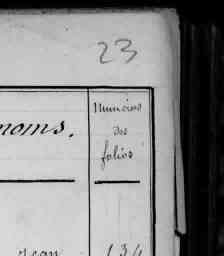 23
Numéros
des
noms.
folios
Jean 134